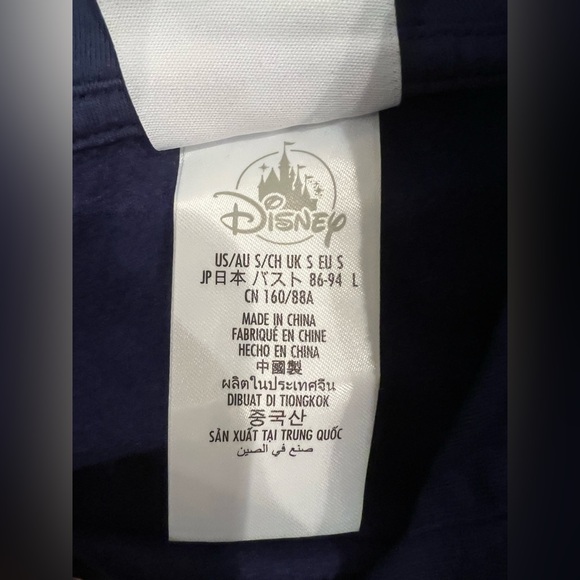 Disney
US/AU S/CH UK S EU S
JP日本 バスト 86-94 L
CN 160/88A
MADE IN CHINA
FABRIQUÉ EN CHINE
HECHO EN CHINA
中國製
ผลิตในประเทศจีน
DIBUAT DI TIONGKOK
중국산
SẢN XUẤT TẠI TRUNG QUỐC
صنع في الصين